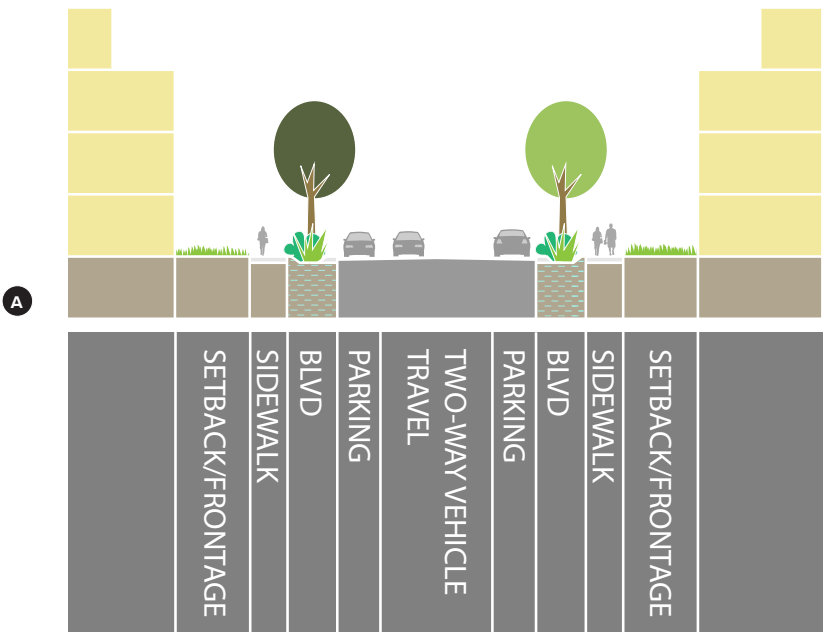 A
SETBACK/FRONTAGE
SIDEWALK
BLVD
PARKING
TWO-WAY VEHICLE
TRAVEL
PARKING
BLVD
SIDEWALK
SETBACK/FRONTAGE